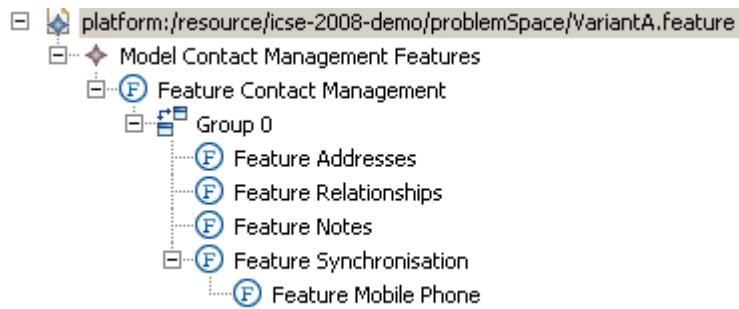 platform:/resource/icse-2008-demo/problemSpace/VariantA.feature
Model Contact Management Features
F Feature Contact Management
Group 0
F Feature Addresses
F Feature Relationships
F Feature Notes
F Feature Synchronisation
F Feature Mobile Phone